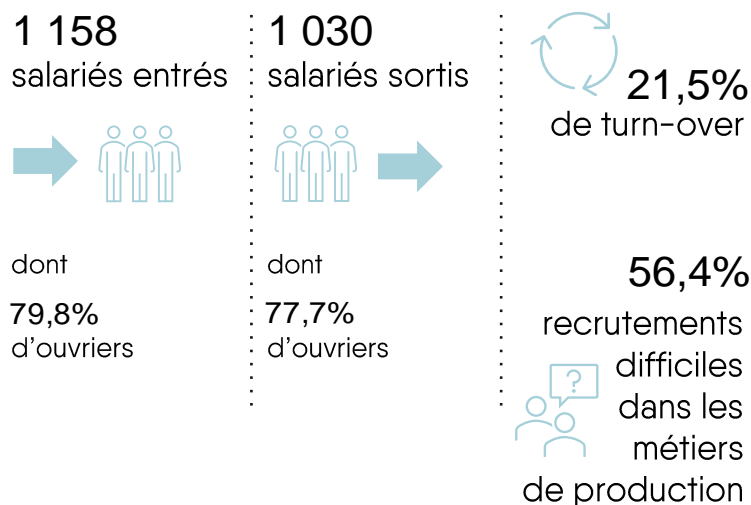 1 158
salariés entrés
dont
79,8%
d'ouvriers
1 030
salariés sortis
dont
77,7%
d'ouvriers
21,5%
de turn-over
56,4%
recrutements
difficiles
?
dans les
métiers
de production